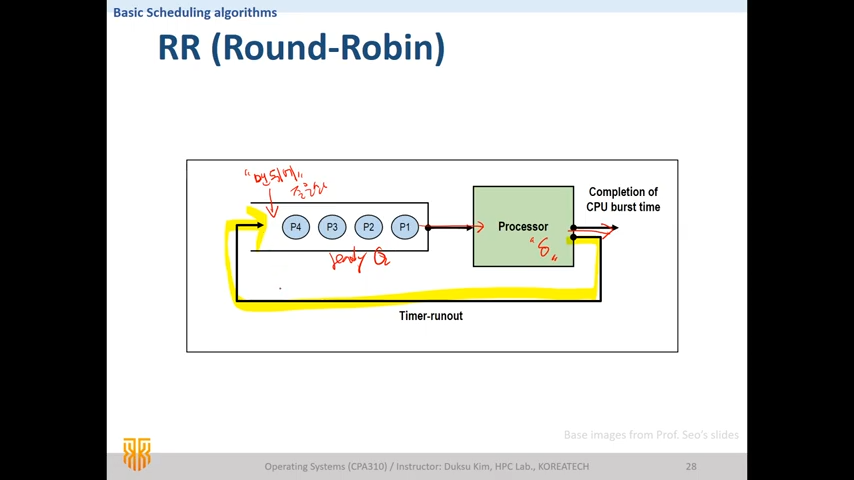 Basic Scheduling algorithms
RR (Round-Robin)
"맨 뒤에"
줄 섬
Completion of
CPU burst time
P4 P3 P2 P1
Processor
"δ"
ready Q
Timer-runout
Base images from Prof. Seo's slides
Operating Systems (CPA310) / Instructor: Duksu Kim, HPC Lab., KOREATECH
28